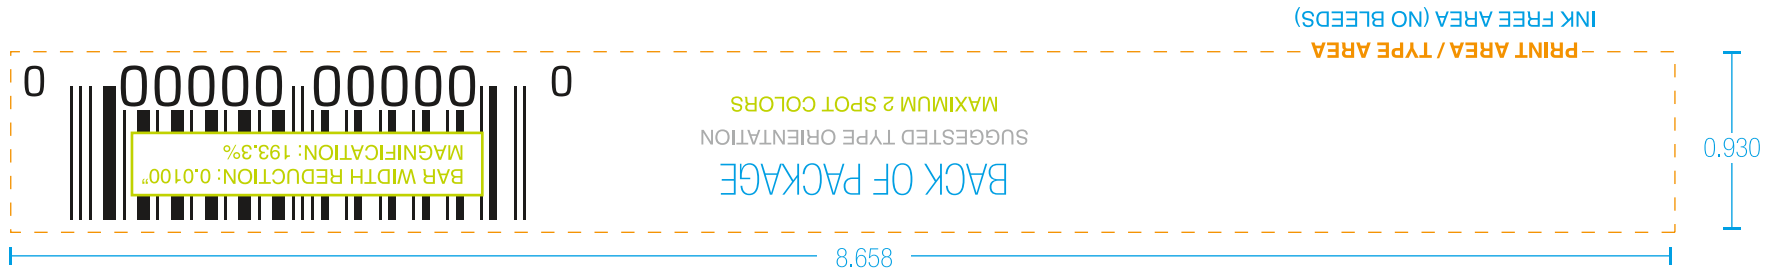 INK FREE AREA (NO BLEEDS)
PRINT AREA / TYPE AREA
0 00000 00000 0
MAXIMUM 2 SPOT COLORS
SUGGESTED TYPE ORIENTATION
BACK OF PACKAGE
BAR WIDTH REDUCTION: 0.0100"
MAGNIFICATION: 193.3%
0.930
8.658